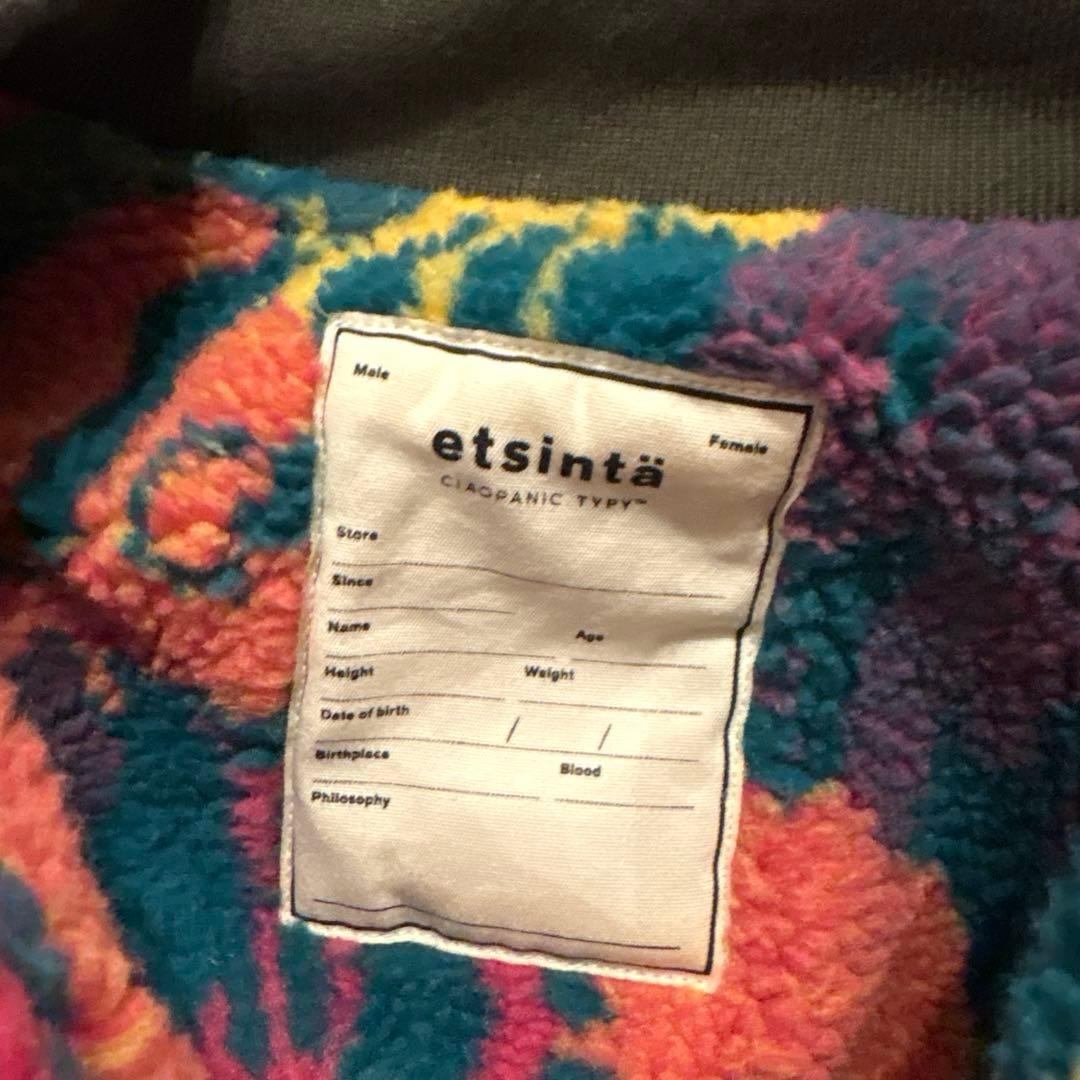 Male
Female
etsintä
CIAOPANIC TYPY™
Store
Since
Name Age
Height Weight
Date of birth / /
Birthplace Blood
Philosophy